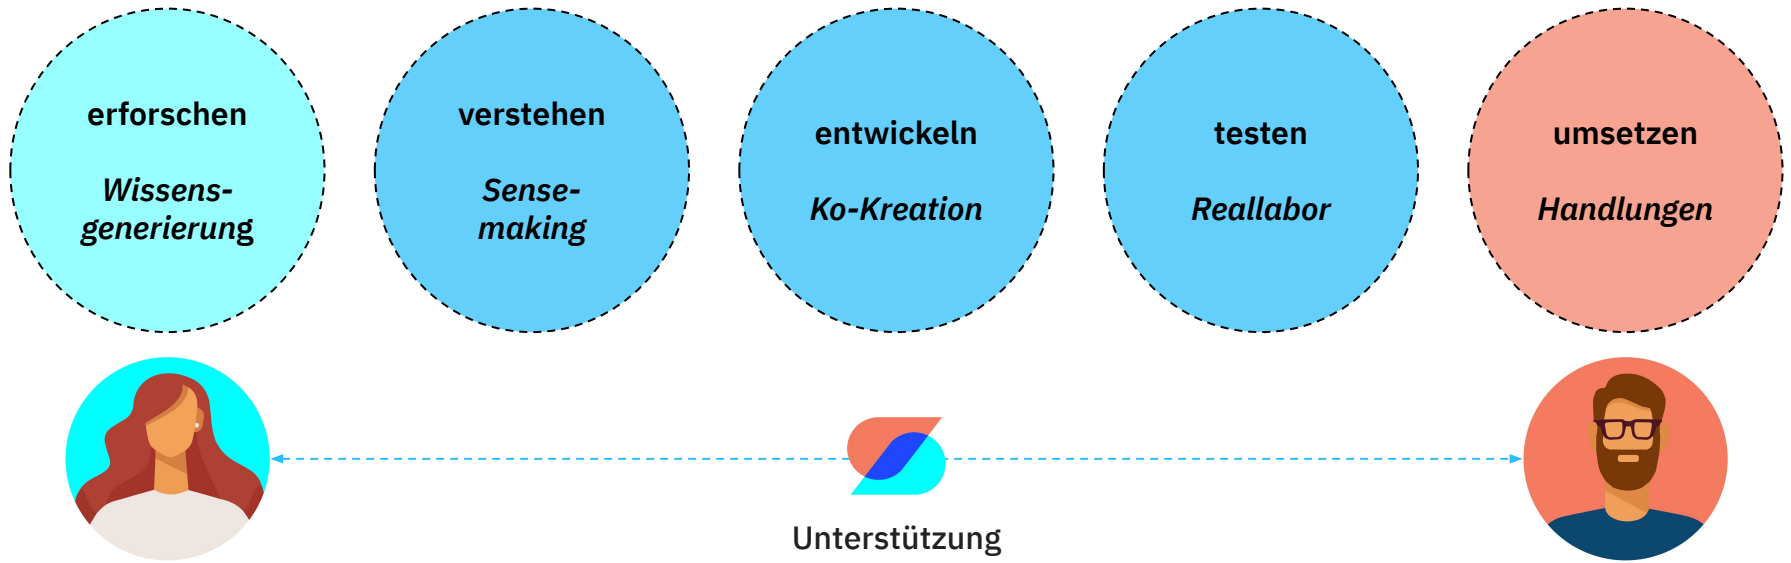 erforschen
Wissens-
generierung
verstehen
Sense-
making
entwickeln
Ko-Kreation
testen
Reallabor
umsetzen
Handlungen
Unterstützung